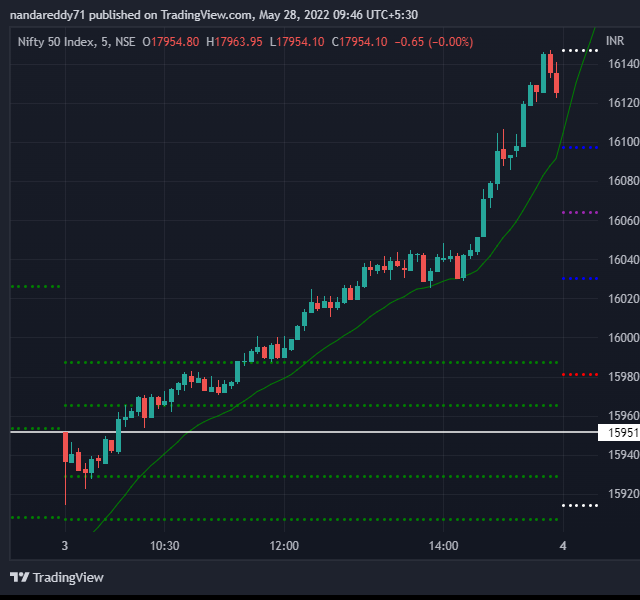 nandareddy71 published on TradingView.com, May 28, 2022 09:46 UTC+5:30
Nifty 50 Index, 5, NSE O17954.80 H17963.95 L17954.10 C17954.10 −0.65 (−0.00%)
INR
16140
16120
16100
16080
16060
16040
16020
16000
15980
15960
15951
15940
15920
3 10:30 12:00 14:00 4
TradingView